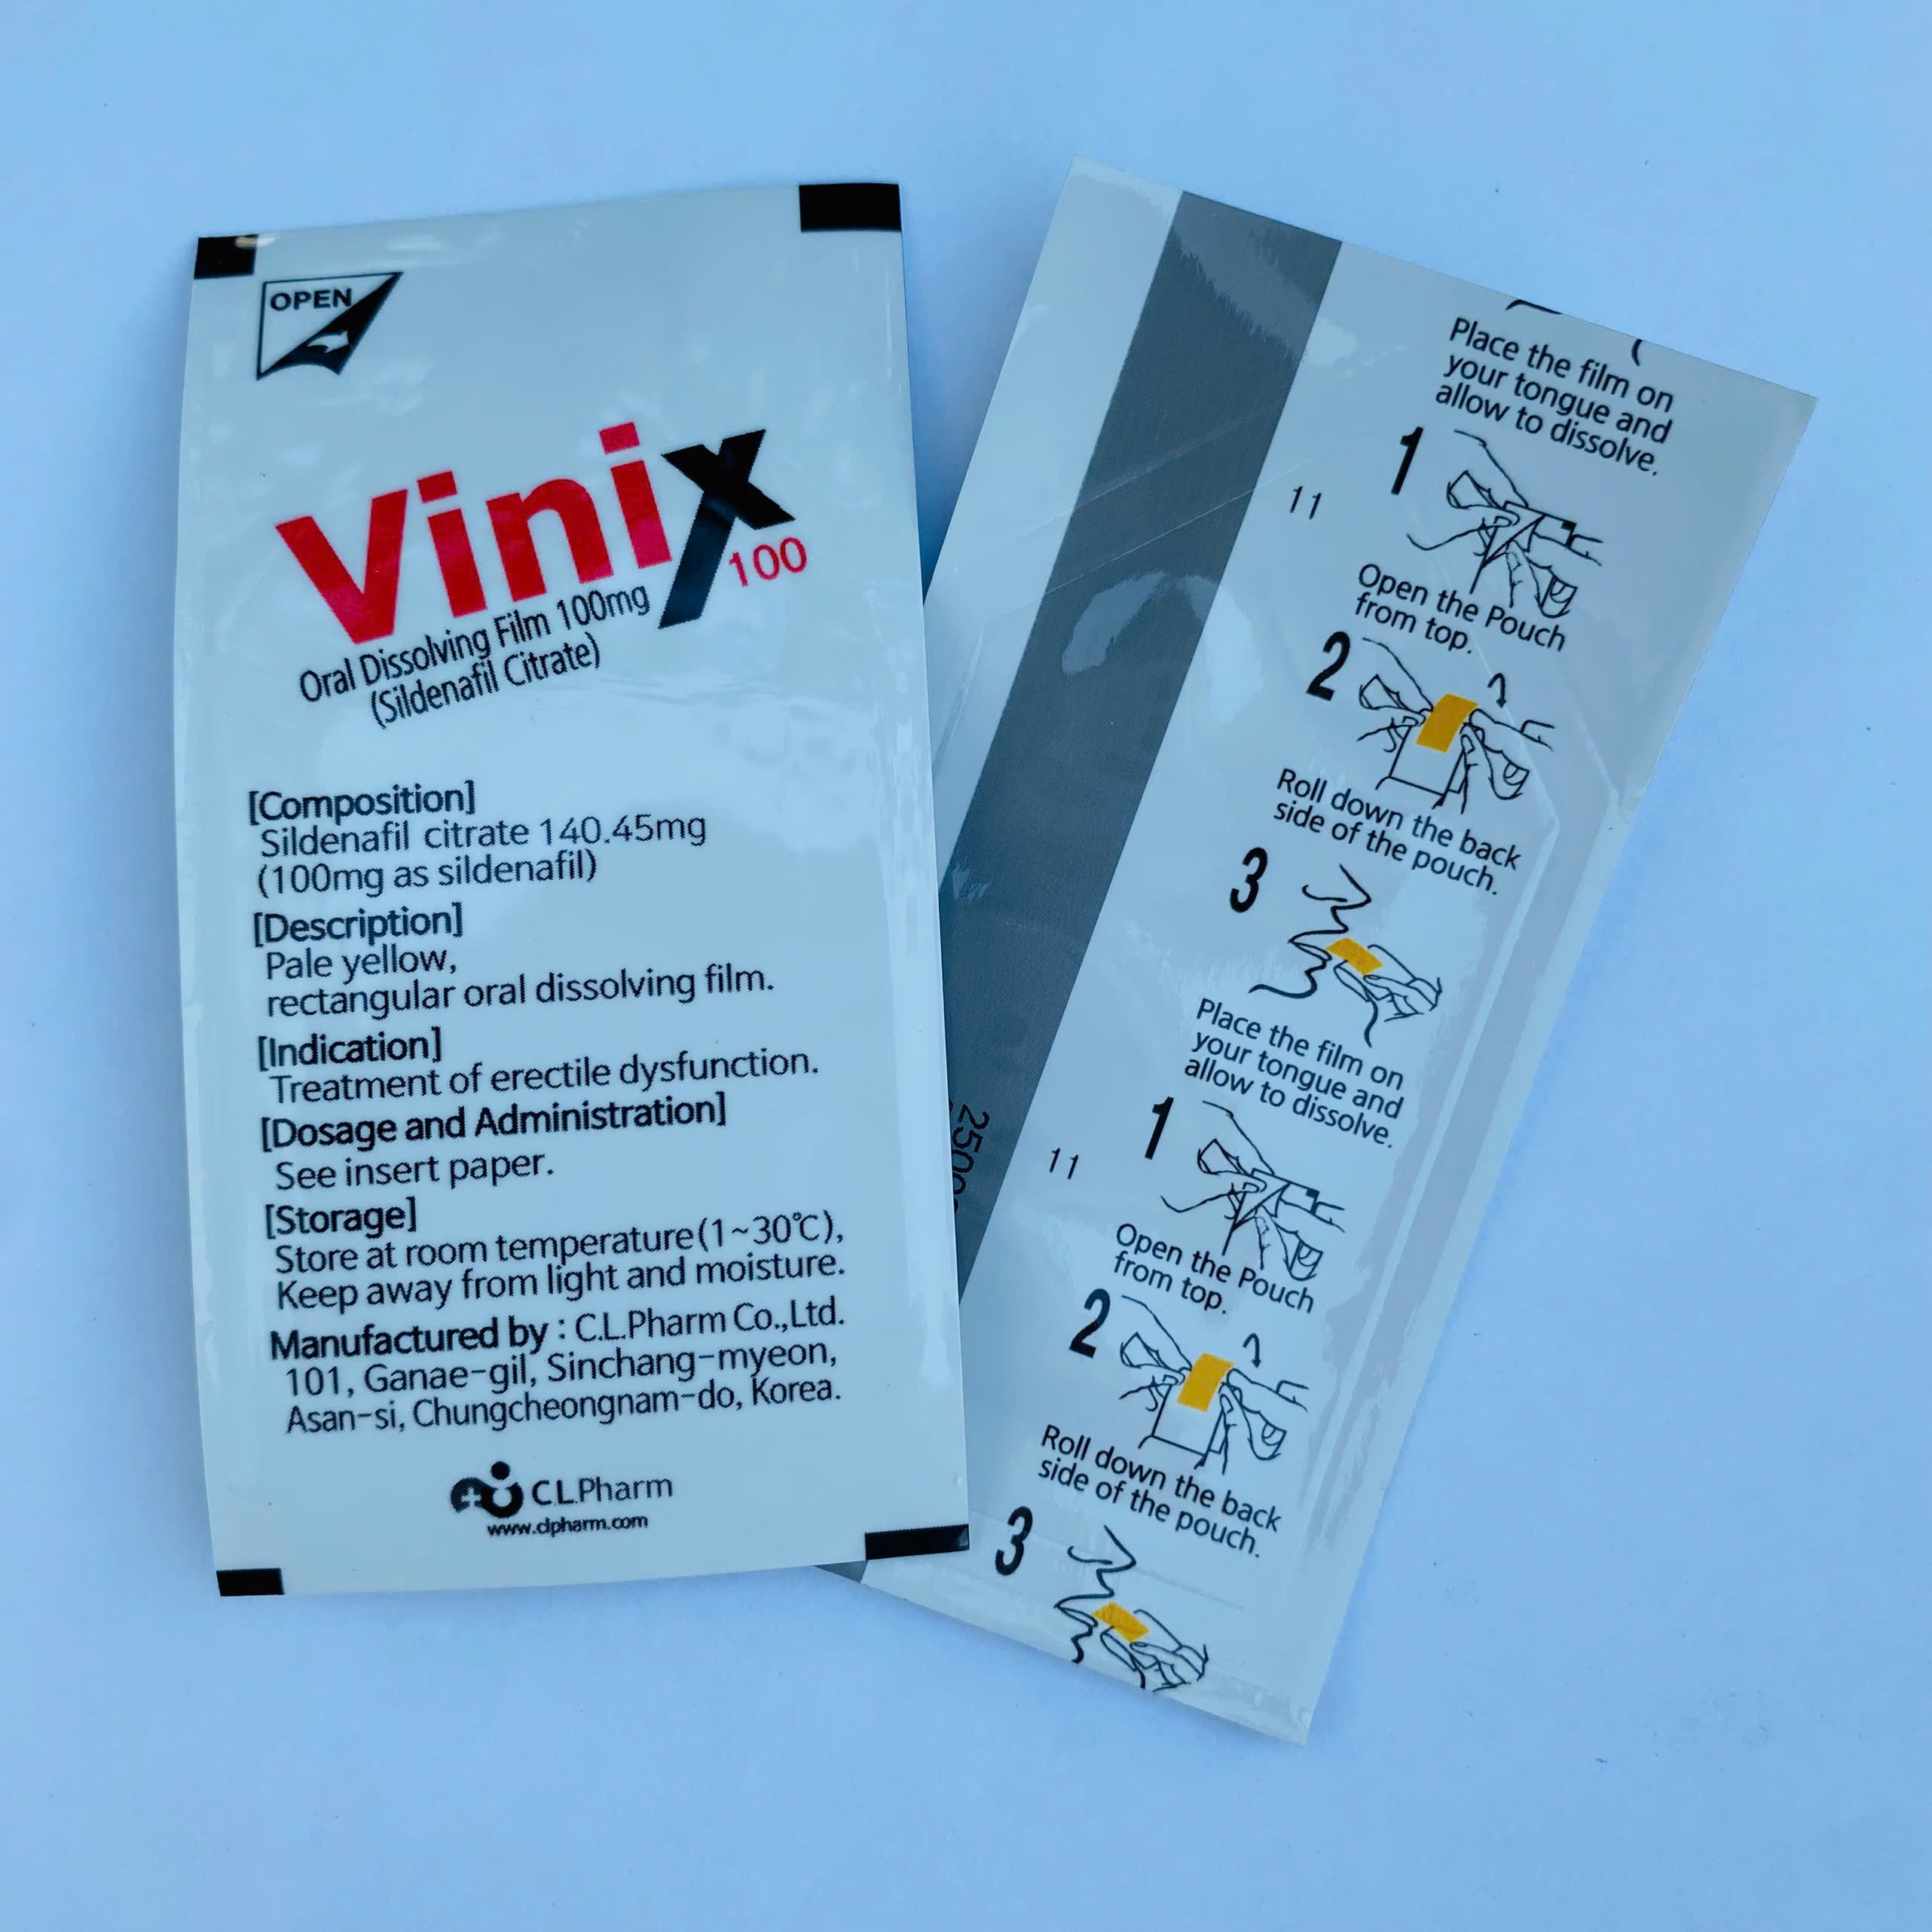 OPEN
Vinix
100
Oral Dissolving Film 100mg
(Sildenafil Citrate)
[Composition]
Sildenafil citrate 140.45mg
(100mg as sildenafil)
[Description]
Pale yellow,
rectangular oral dissolving film.
[Indication]
Treatment of erectile dysfunction.
[Dosage and Administration]
See insert paper.
[Storage]
Store at room temperature(1~30℃),
Keep away from light and moisture.
Manufactured by : C.L.Pharm Co.,Ltd.
101, Ganae-gil, Sinchang-myeon,
Asan-si, Chungcheongnam-do, Korea.
C.L.Pharm
www.clpharm.com
Place the film on
your tongue and
allow to dissolve.
11
1
Open the Pouch
from top.
2
Roll down the back
side of the pouch.
3
Place the film on
your tongue and
allow to dissolve.
11
1
Open the Pouch
from top.
2
Roll down the back
side of the pouch.
3